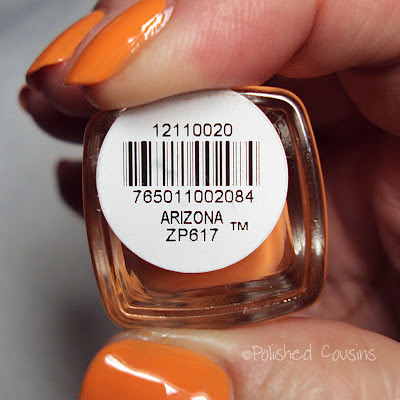 12110020
765011002084
ARIZONA
ZP617 ™
©Polished Cousins